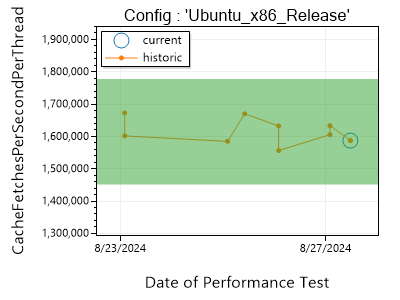 Config : 'Ubuntu_x86_Release'
CacheFetchesPerSecondPerThread
1,900,000
1,800,000
1,700,000
1,600,000
1,500,000
1,400,000
1,300,000
current
historic
8/23/2024
8/27/2024
Date of Performance Test